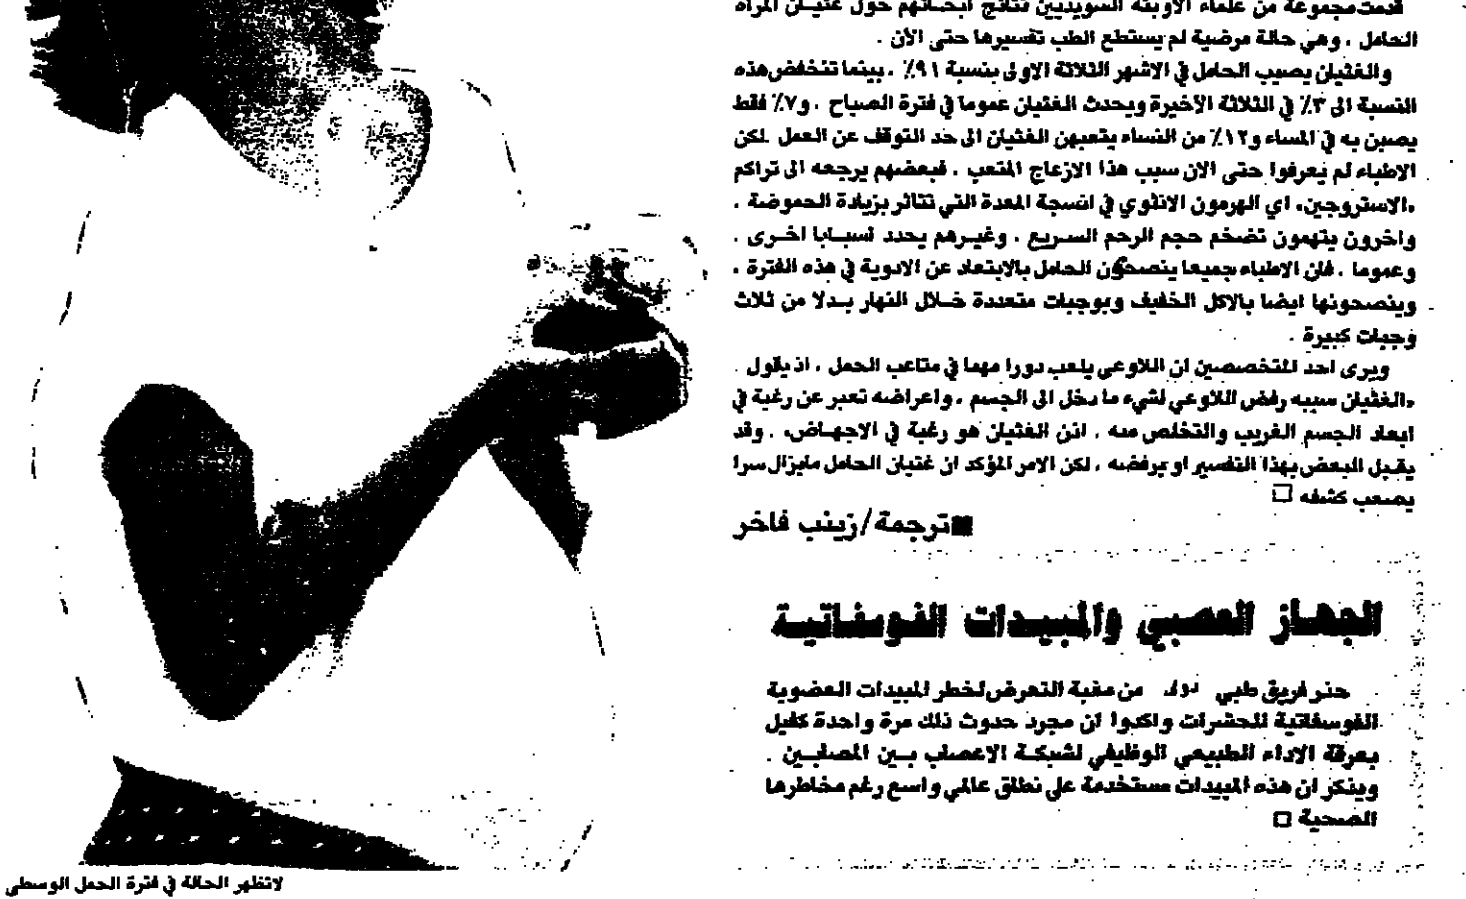 قدمت مجموعة من علماء الاوبئة السويديين نتائج ابحاثهم حول غثيان المراة
الحامل ، وهي حالة مرضية لم يستطع الطب تفسيرها حتى الآن .
والغثيان يصيب الحامل في الاشهر الثلاثة الاولى بنسبة ٩١٪ ، بينما تنخفض هذه
النسبة الى ٣٪ في الثلاثة الأخيرة ويحدث الغثيان عموما في فترة الصباح ، و٧٪ فقط
يصبن به في المساء و١٢٪ من النساء يتعبهن الغثيان الى حد التوقف عن العمل لكن
الاطباء لم يعرفوا حتى الان سبب هذا الازعاج المتعب ، فبعضهم يرجعه الى تراكم
«الاستروجين» اي الهرمون الانثوي في انسجة المعدة التي تتاثر بزيادة الحموضة .
واخرون يتهمون تضخم حجم الرحم السريع ، وغيرهم يحدد اسبابا اخرى .
وعموما ، فان الاطباء جميعا ينصحون الحامل بالابتعاد عن الادوية في هذه الفترة .
وينصحونها ايضا بالاكل الخفيف وبوجبات متعددة خلال النهار بدلا من ثلاث
وجبات كبيرة .
ويرى احد المتخصصين ان اللاوعي يلعب دورا مهما في متاعب الحمل ، اذ يقول
«الغثيان سببه رفض اللاوعي لشيء ما دخل الى الجسم ، واعراضه تعبر عن رغبة في
ابعاد الجسم الغريب والتخلص منه ، اذن الغثيان هو رغبة في الاجهاض» ، وقد
يقبل البعض بهذا التفسير او يرفضه ، لكن الامر المؤكد ان غثيان الحامل مايزال سرا
يصعب كشفه
ترجمة/زينب فاخر
الجهاز العصبي والمبيدات الفوسفاتية
حذر فريق طبي من مغبة التعرض لخطر المبيدات العضوية
الفوسفاتية للحشرات واكدوا ان مجرد حدوث ذلك مرة واحدة كفيل
بعرقة الاداء الطبيعي الوظيفي لشبكة الاعصاب بين المصابين .
ويذكر ان هذه المبيدات مستخدمة على نطاق عالمي واسع رغم مخاطرها
الصحية
لاتظهر الحالة في فترة الحمل الوسطى